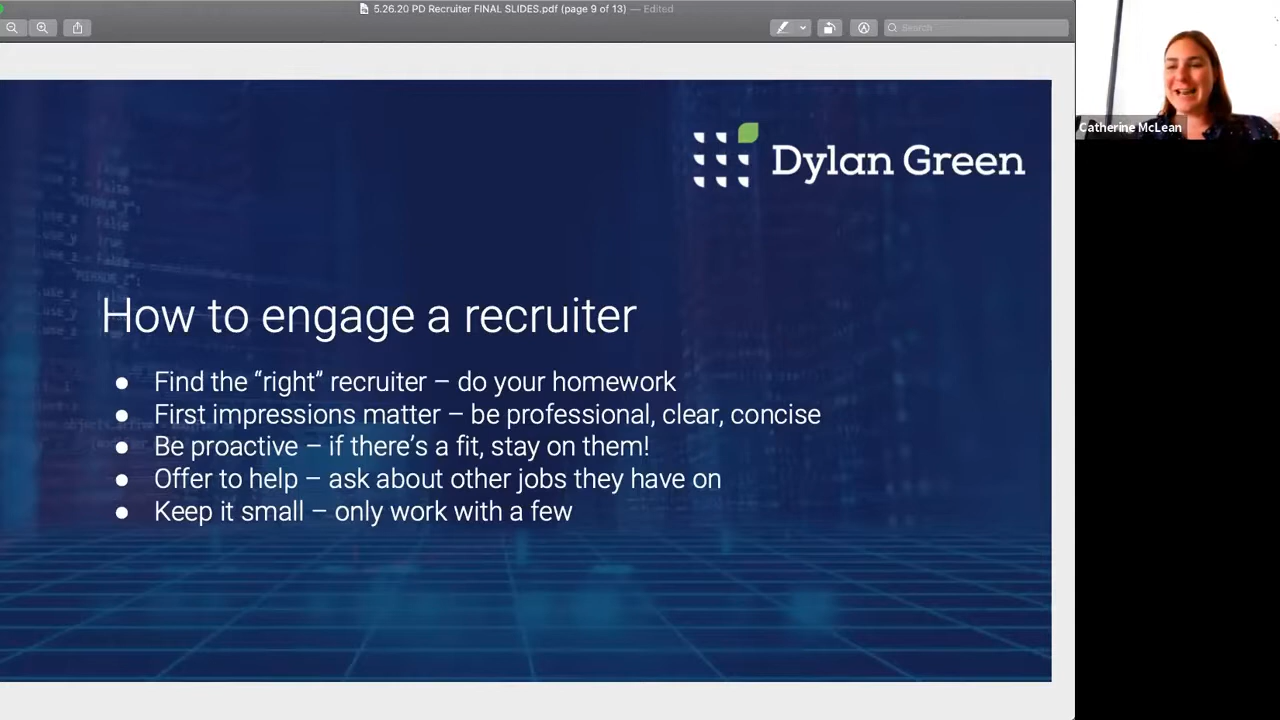 5.26.20 PD Recruiter FINAL SLIDES.pdf (page 9 of 13) — Edited
Search
Catherine McLean
Dylan Green
How to engage a recruiter
● Find the “right” recruiter – do your homework
● First impressions matter – be professional, clear, concise
● Be proactive – if there’s a fit, stay on them!
● Offer to help – ask about other jobs they have on
● Keep it small – only work with a few